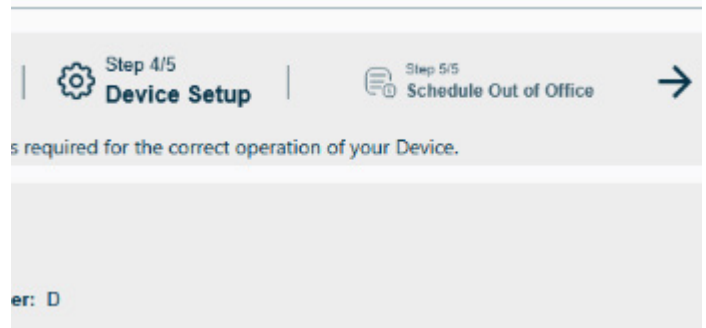 Step 4/5
Device Setup
Step 5/5
Schedule Out of Office
s required for the correct operation of your Device.
er: D